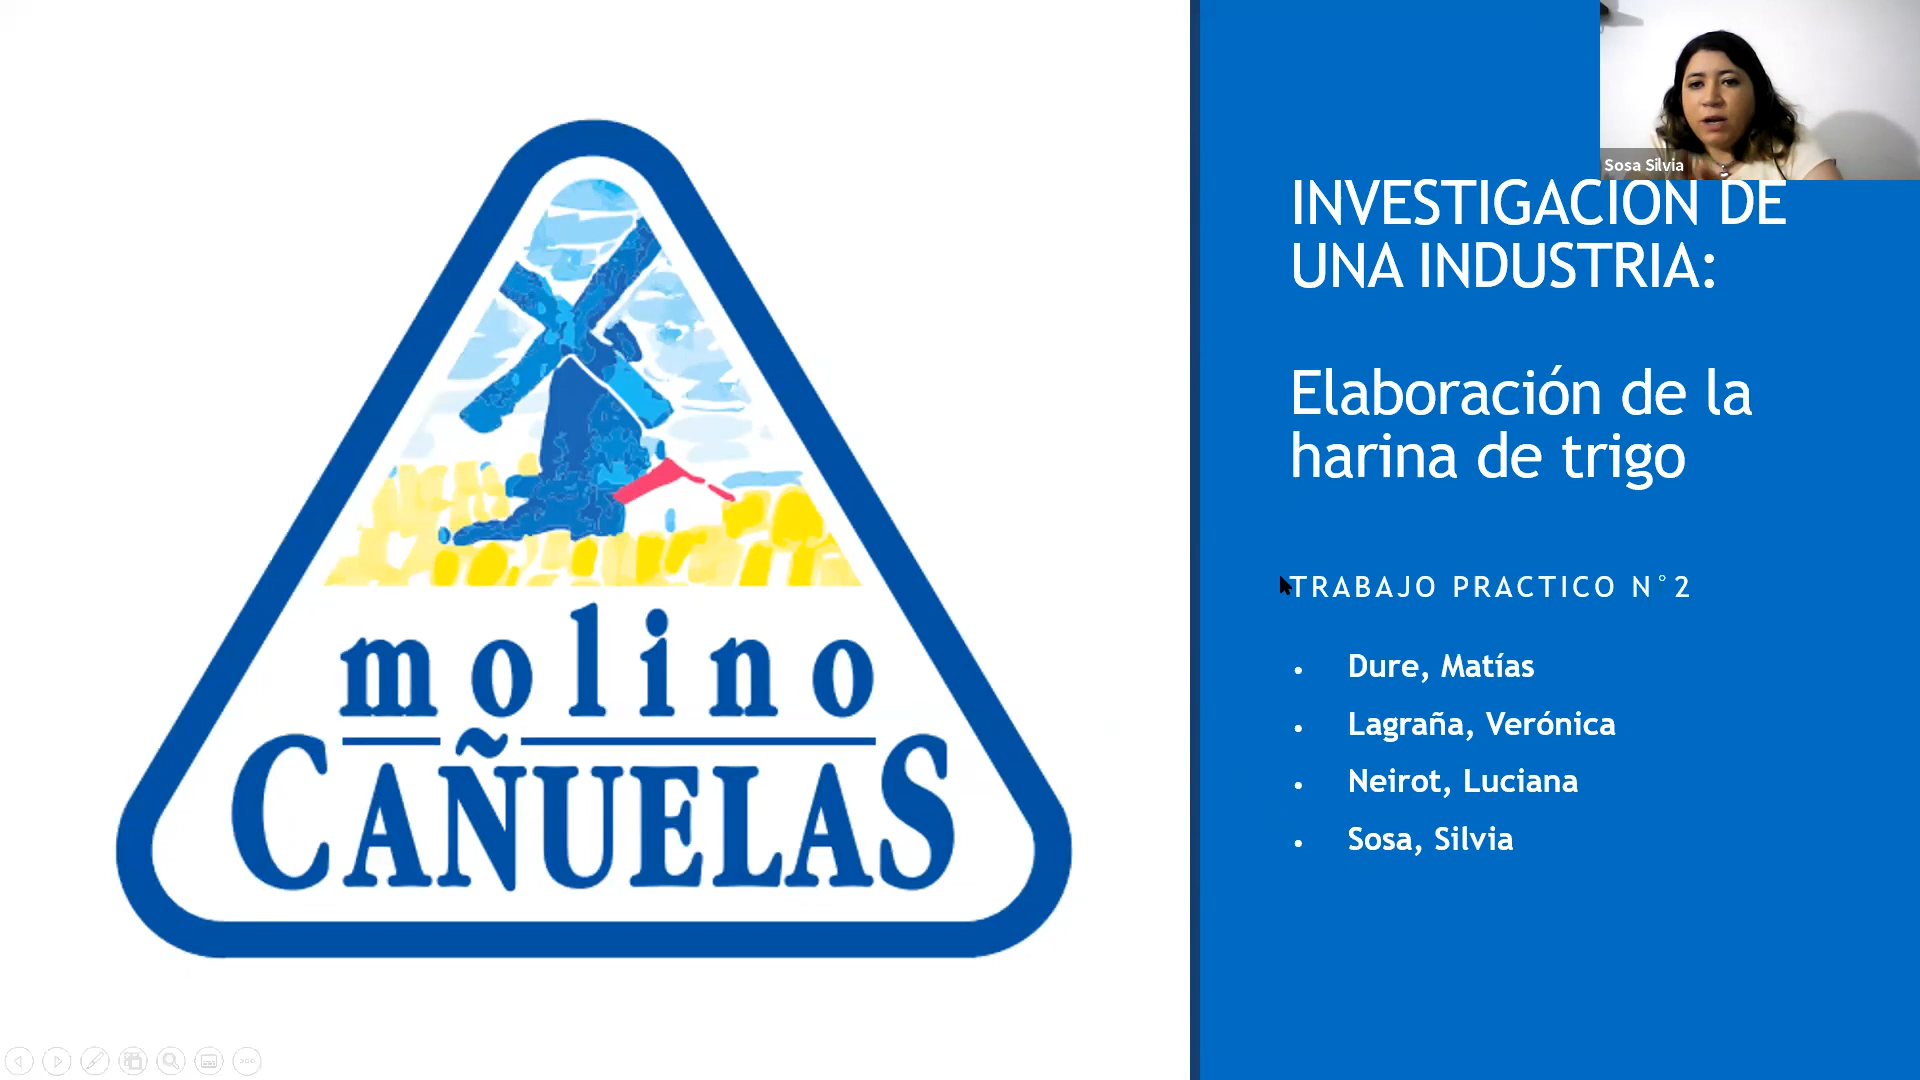 Sosa Silvia
INVESTIGACION DE
UNA INDUSTRIA:
Elaboración de la
harina de trigo
TRABAJO PRACTICO N°2
• Dure, Matías
• Lagraña, Verónica
• Neirot, Luciana
• Sosa, Silvia
molino
CAÑUELAS